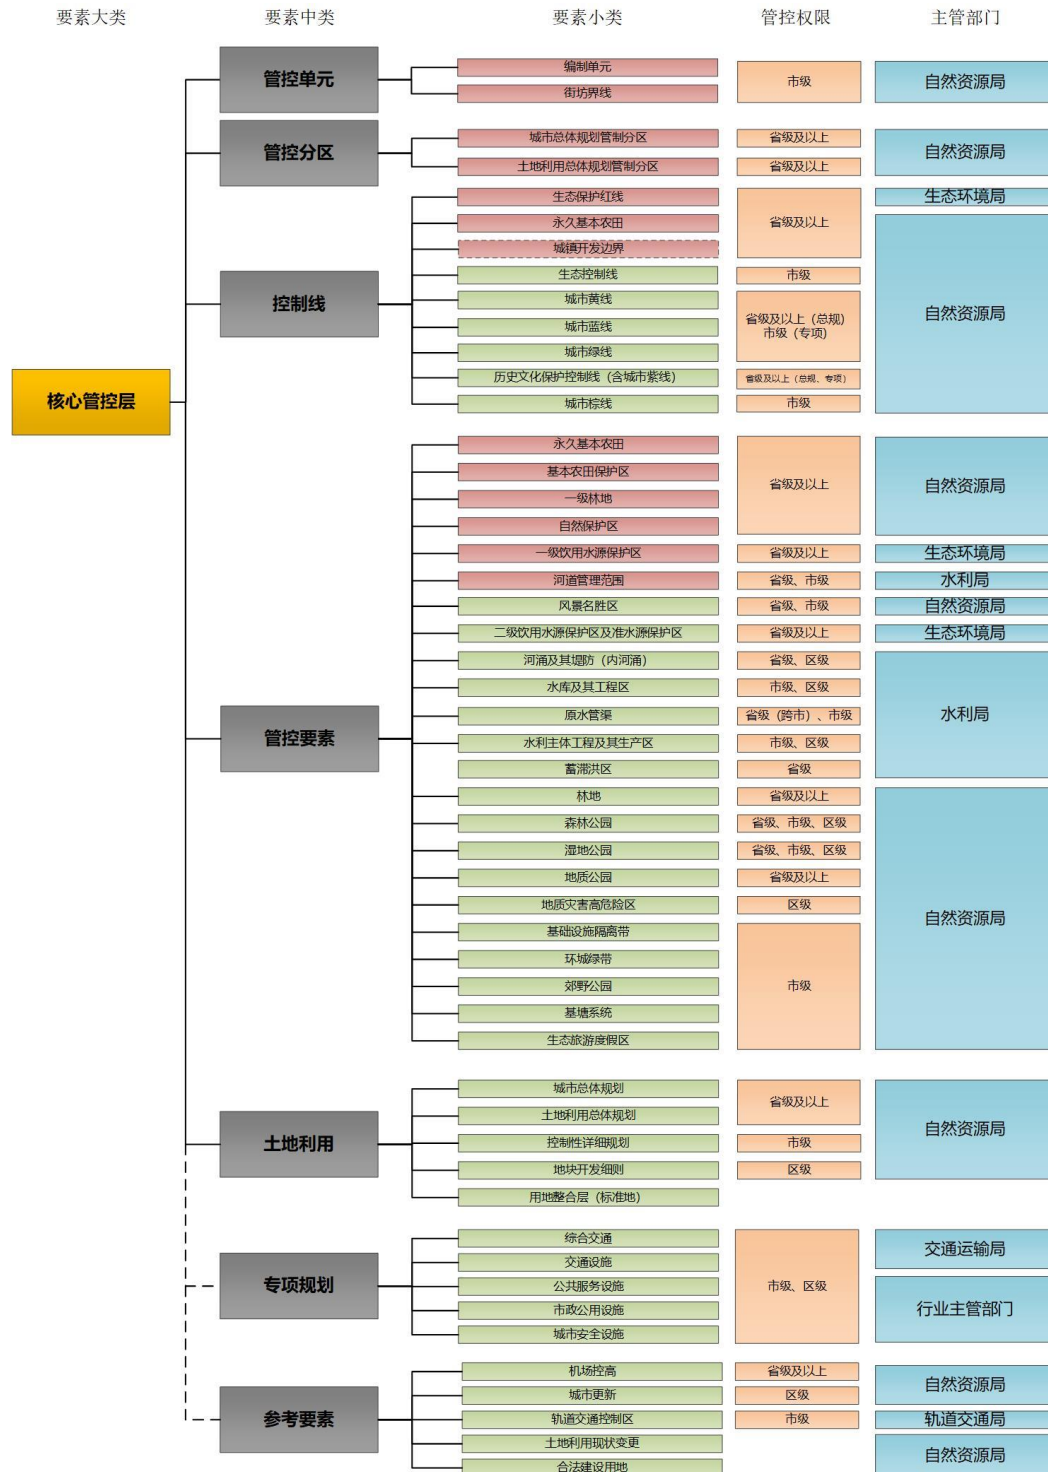 要素大类 要素中类 要素小类 管控权限 主管部门
核心管控层
管控单元
编制单元
街坊界线
市级
自然资源局
管控分区
城市总体规划管制分区
省级及以上
土地利用总体规划管制分区
省级及以上
自然资源局
控制线
生态保护红线
永久基本农田
城镇开发边界
省级及以上
生态环境局
生态控制线
市级
城市黄线
城市蓝线
城市绿线
省级及以上（总规）
市级（专项）
历史文化保护控制线（含城市紫线）
省级及以上（总规、专项）
城市棕线
市级
自然资源局
管控要素
永久基本农田
基本农田保护区
一级林地
自然保护区
省级及以上
自然资源局
一级饮用水源保护区
省级及以上
生态环境局
河道管理范围
省级、市级
水利局
风景名胜区
省级、市级
自然资源局
二级饮用水源保护区及准水源保护区
省级及以上
生态环境局
河涌及其堤防（内河涌）
省级、区级
水库及其工程区
市级、区级
原水管渠
省级（跨市）、市级
水利主体工程及其生产区
市级、区级
蓄滞洪区
省级
水利局
林地
省级及以上
森林公园
省级、市级、区级
湿地公园
省级、市级、区级
地质公园
省级及以上
地质灾害高危险区
区级
基础设施隔离带
环城绿带
郊野公园
基塘系统
生态旅游度假区
市级
自然资源局
土地利用
城市总体规划
土地利用总体规划
省级及以上
控制性详细规划
市级
地块开发细则
区级
用地整合层（标准地）
自然资源局
专项规划
综合交通
交通设施
公共服务设施
市政公用设施
城市安全设施
市级、区级
交通运输局
行业主管部门
参考要素
机场控高
省级及以上
城市更新
区级
自然资源局
轨道交通控制区
市级
轨道交通局
土地利用现状变更
合法建设用地
自然资源局